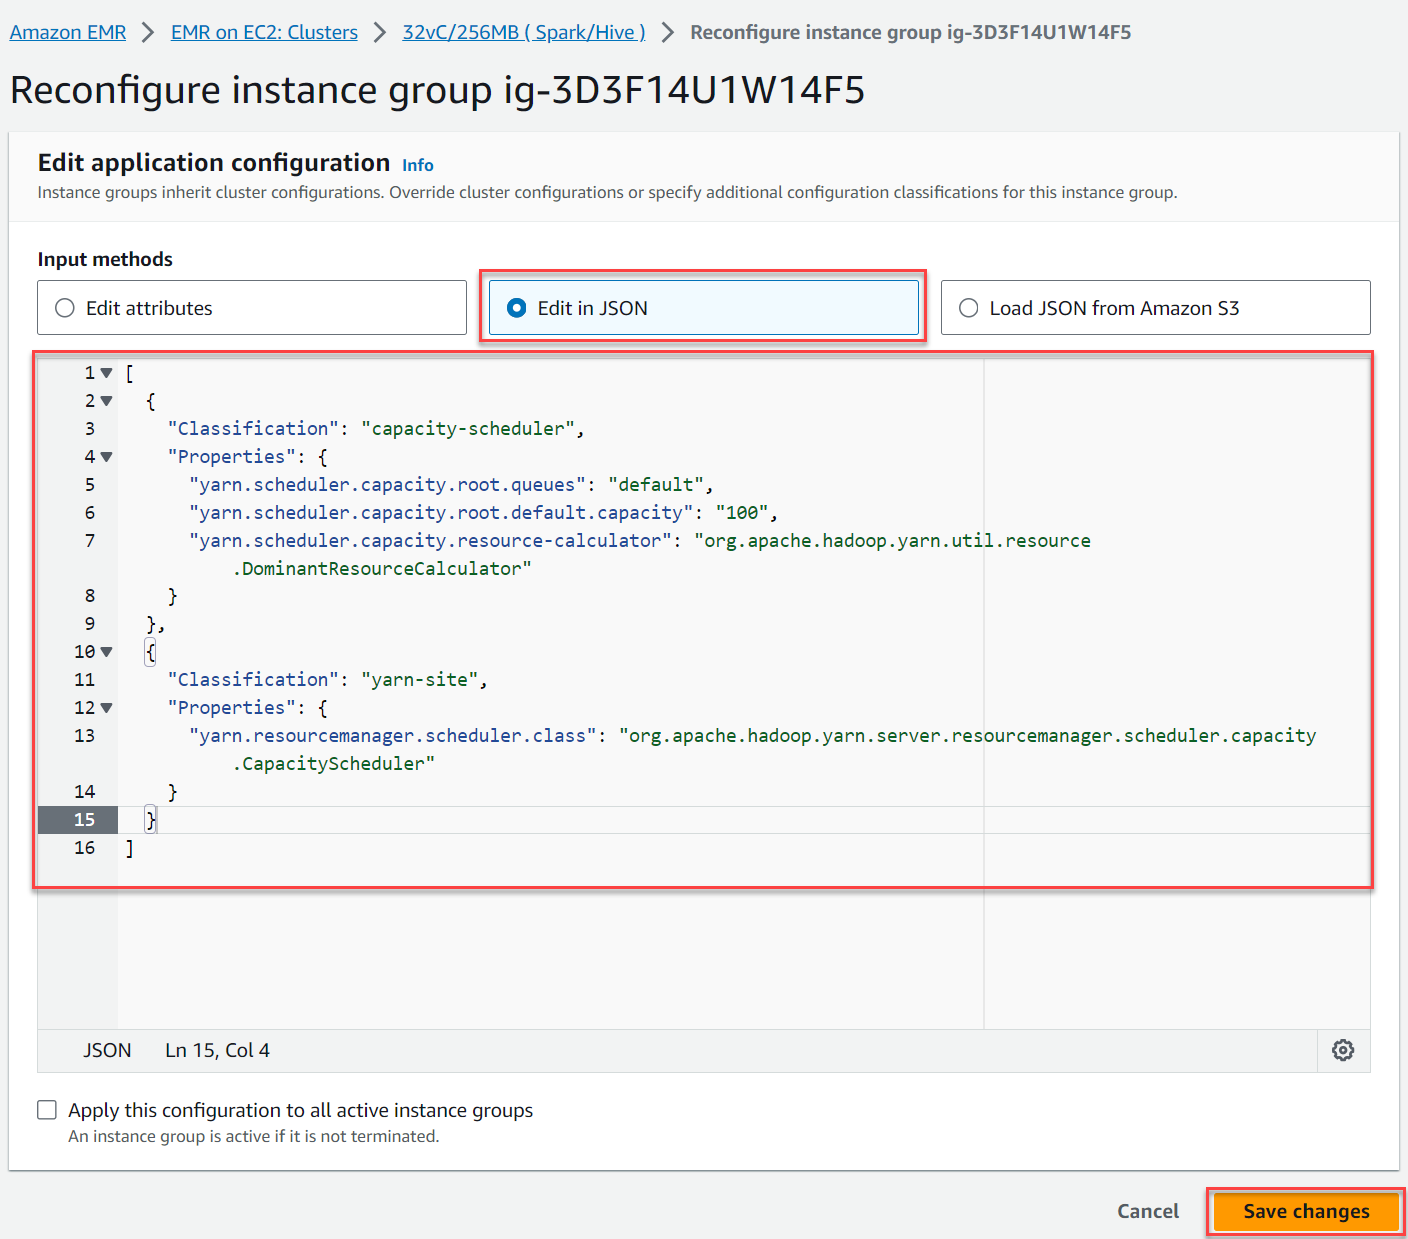 Amazon EMR > EMR on EC2: Clusters > 32vC/256MB ( Spark/Hive ) > Reconfigure instance group ig-3D3F14U1W14F5
Reconfigure instance group ig-3D3F14U1W14F5
Edit application configuration Info
Instance groups inherit cluster configurations. Override cluster configurations or specify additional configuration classifications for this instance group.
Input methods
Edit attributes
Edit in JSON
Load JSON from Amazon S3
1 [
2 {
3 "Classification": "capacity-scheduler",
4 "Properties": {
5 "yarn.scheduler.capacity.root.queues": "default",
6 "yarn.scheduler.capacity.root.default.capacity": "100",
7 "yarn.scheduler.capacity.resource-calculator": "org.apache.hadoop.yarn.util.resource
.DominantResourceCalculator"
8 }
9 },
10 {
11 "Classification": "yarn-site",
12 "Properties": {
13 "yarn.resourcemanager.scheduler.class": "org.apache.hadoop.yarn.server.resourcemanager.scheduler.capacity
.CapacityScheduler"
14 }
15 }
16 ]
JSON Ln 15, Col 4
Apply this configuration to all active instance groups
An instance group is active if it is not terminated.
Cancel
Save changes